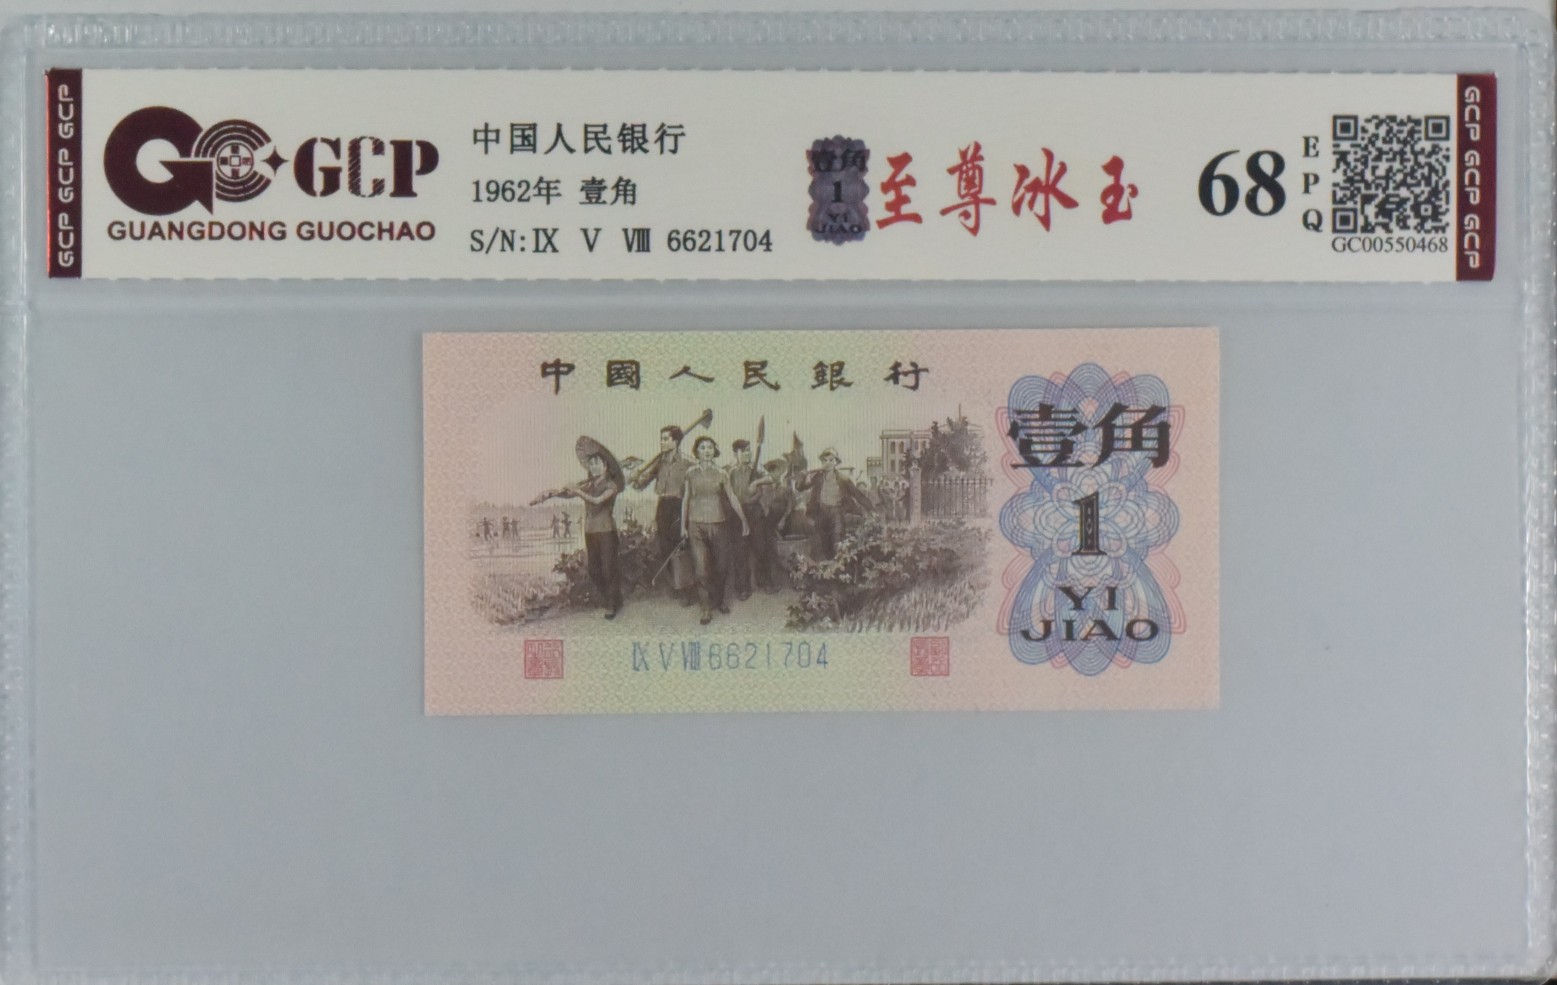 GCP GCP GCP
GCP
GUANGDONG GUOCHAO
中国人民银行
1962年 壹角
S/N:Ⅸ Ⅴ Ⅷ 6621704
壹角
1
YI
JIAO
至尊冰玉
68
EPQ
GC00550468
GCP GCP GCP
中國人民銀行
壹角
1
YI
JIAO
Ⅸ Ⅴ Ⅷ 6621704